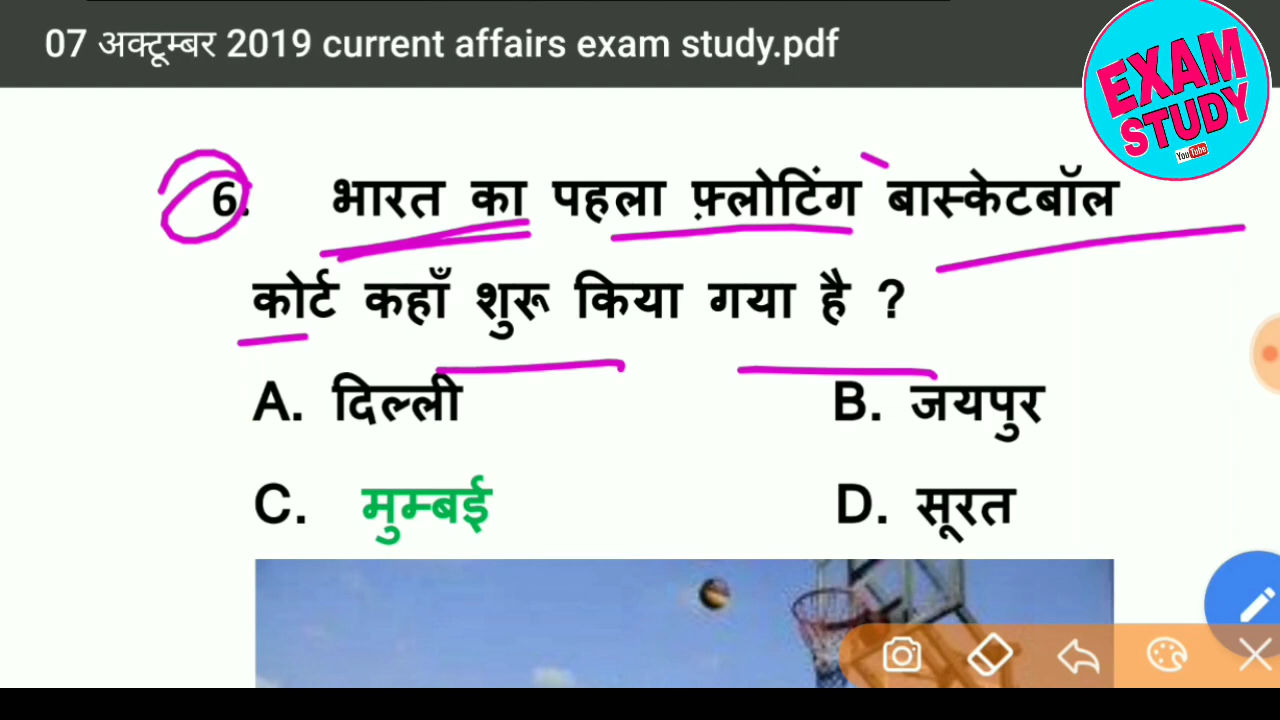 07 अक्टूम्बर 2019 current affairs exam study.pdf
EXAM
STUDY
YouTube
6. भारत का पहला फ़्लोटिंग बास्केटबॉल
कोर्ट कहाँ शुरू किया गया है ?
A. दिल्ली B. जयपुर
C. मुम्बई D. सूरत